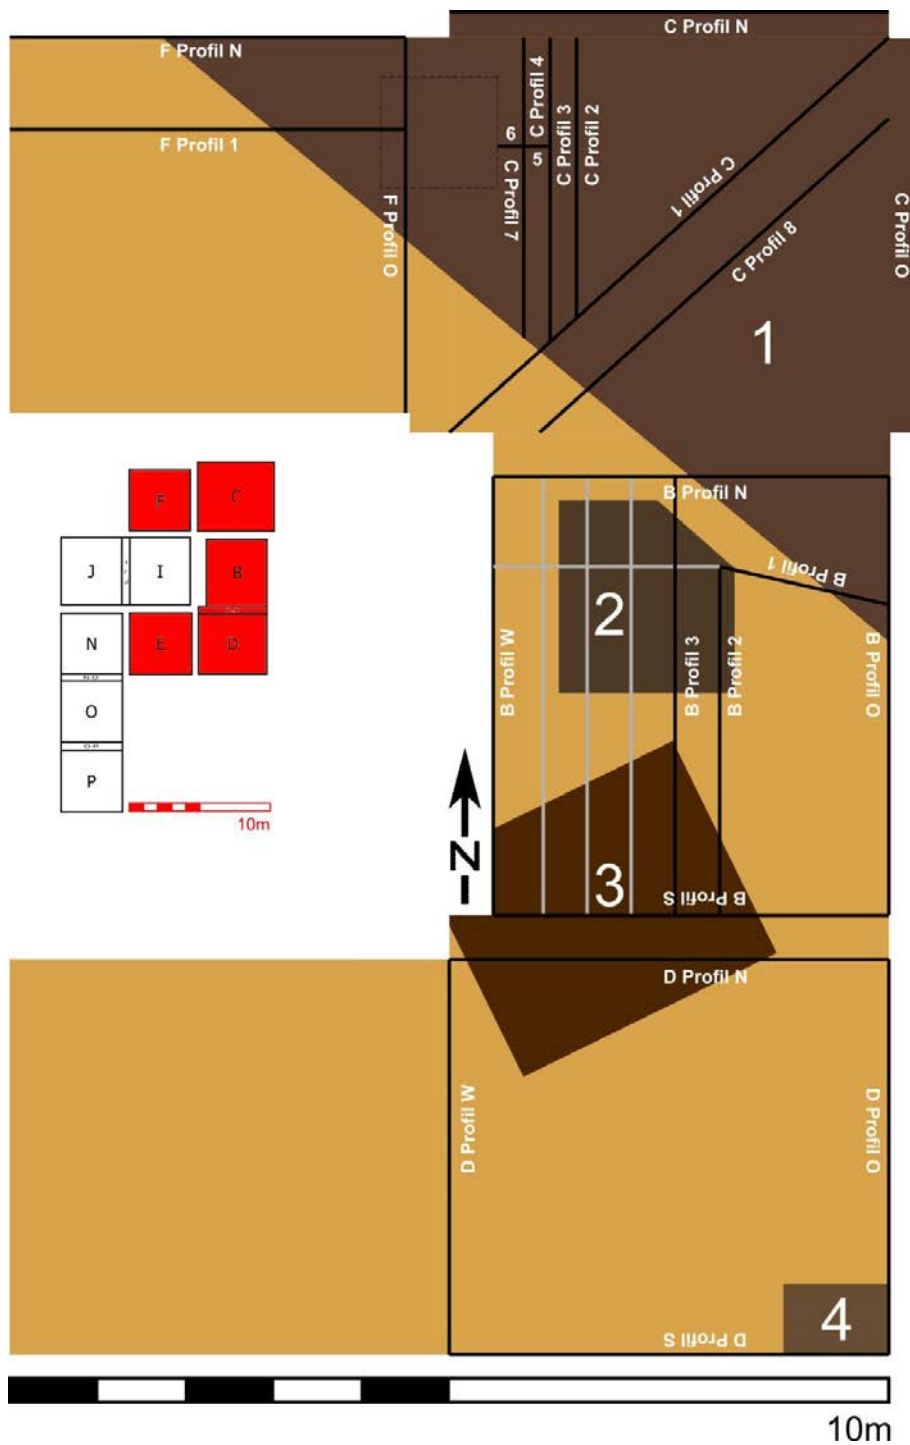 C Profil N
F Profil N
C Profil 4
C Profil 3
C Profil 2
F Profil 1
6
5
C Profil 7
C Profil 1
C Profil O
F Profil O
C Profil 8
1
F
C
B Profil N
J
I
B
B Profil 1
2
N
E
D
B Profil W
B Profil 3
B Profil 2
B Profil O
N O
O
O P
P
10m
N
3
B Profil S
D Profil N
D Profil W
D Profil O
4
D Profil S
10m